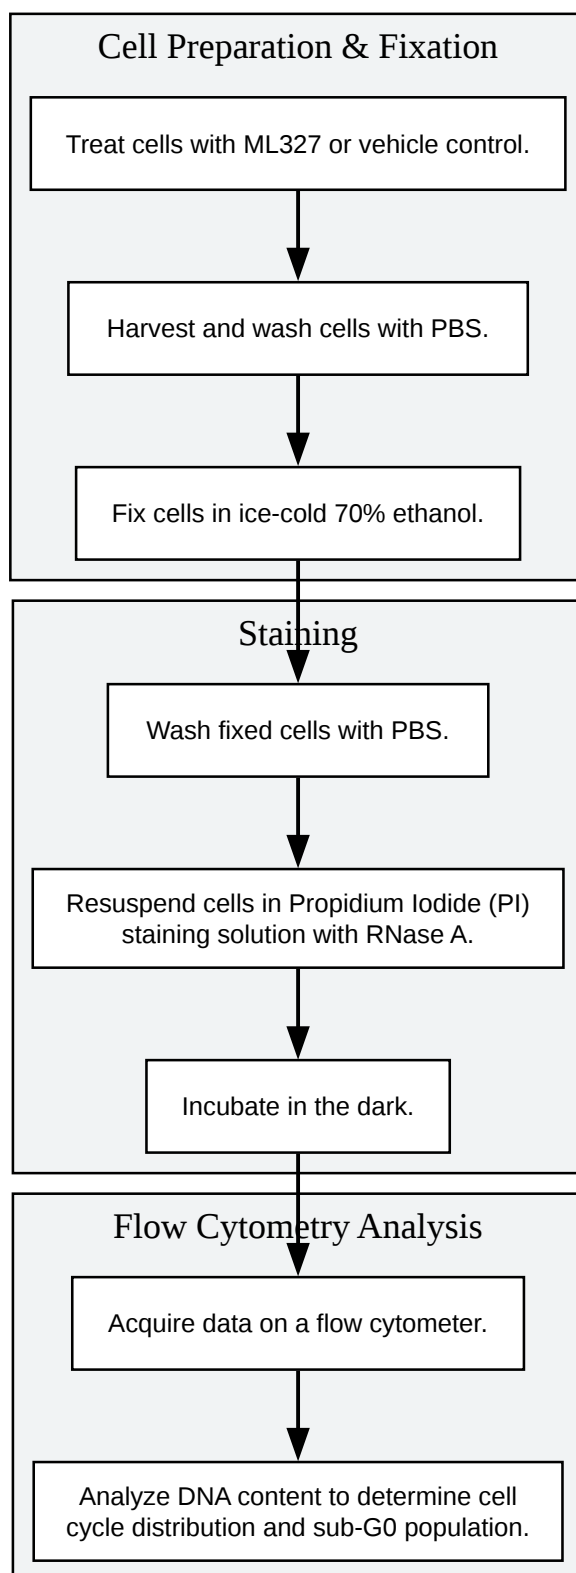 Cell Preparation & Fixation
Treat cells with ML327 or vehicle control.
Harvest and wash cells with PBS.
Fix cells in ice-cold 70% ethanol.
Staining
Wash fixed cells with PBS.
Resuspend cells in Propidium Iodide (PI)
staining solution with RNase A.
Incubate in the dark.
Flow Cytometry Analysis
Acquire data on a flow cytometer.
Analyze DNA content to determine cell
cycle distribution and sub-G0 population.